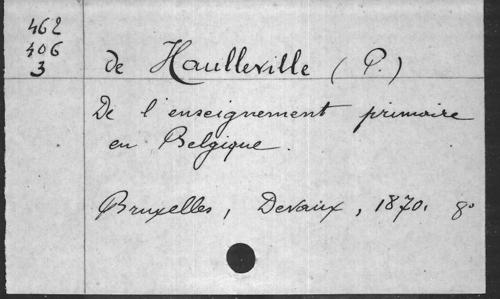 462
406
3
de Haulleville (P.)
De l'enseignement primaire
en Belgique.
Bruxelles, Devaux, 1870. 8°